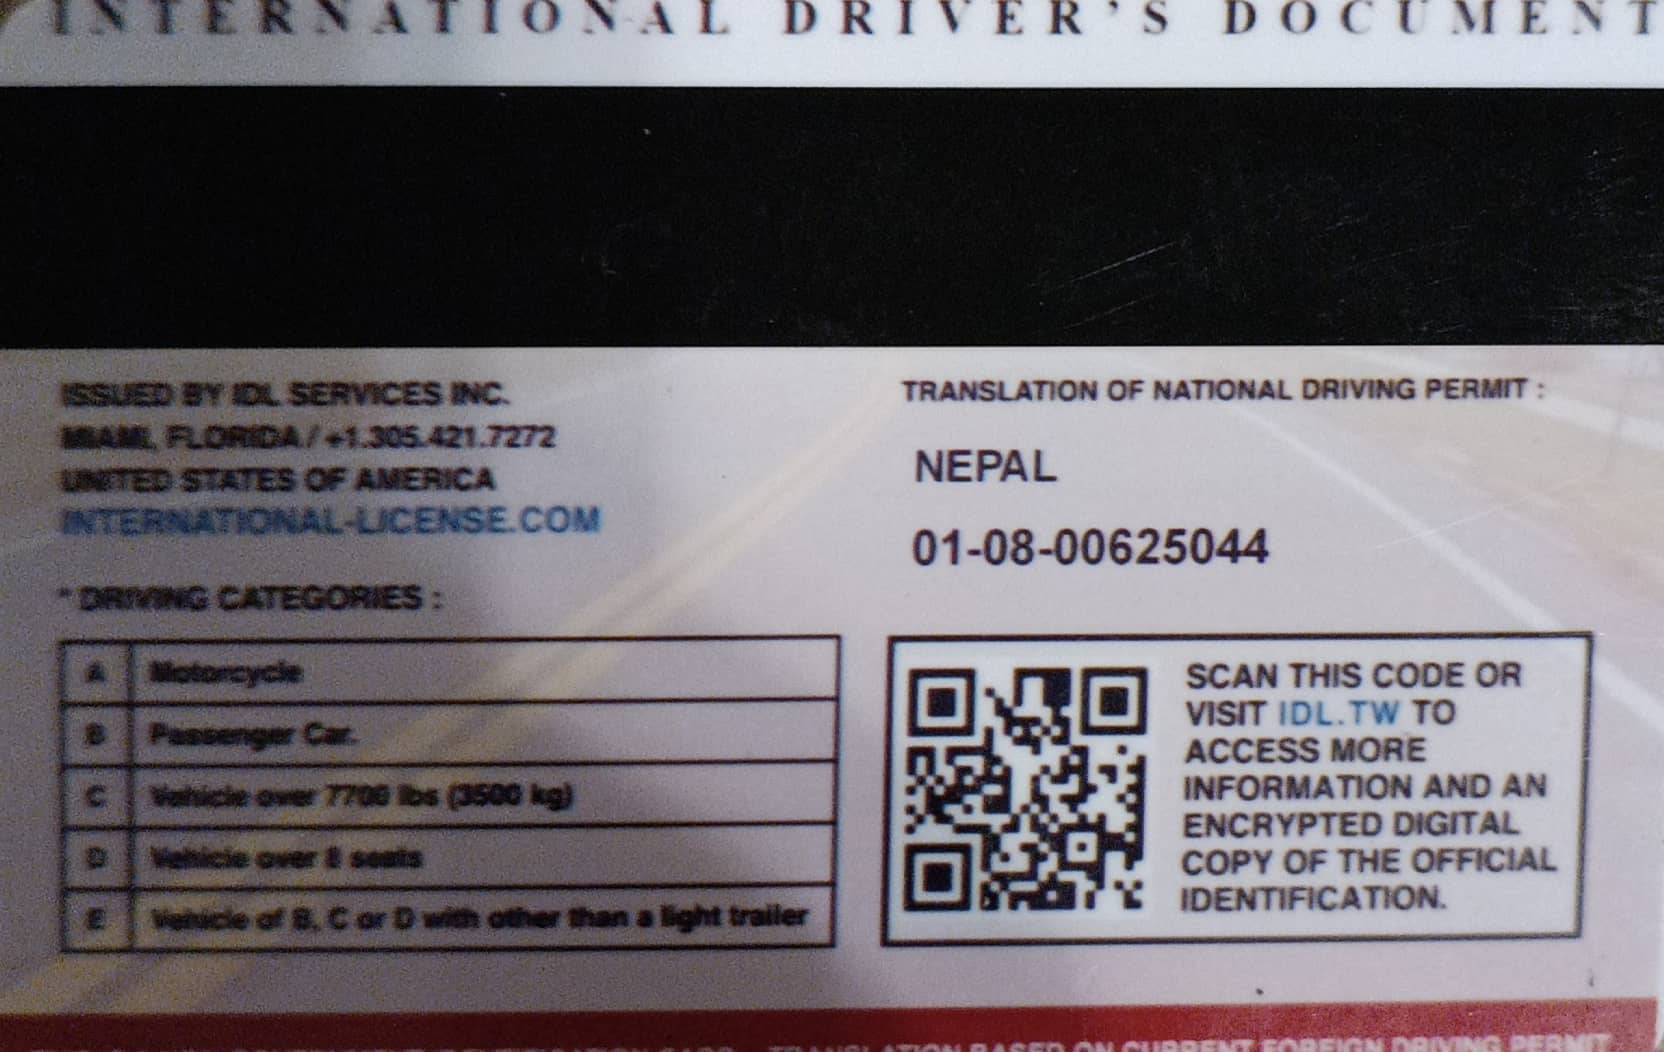 INTERNATIONAL DRIVER'S DOCUMENT
ISSUED BY IDL SERVICES INC.
MIAMI, FLORIDA / +1.305.421.7272
UNITED STATES OF AMERICA
INTERNATIONAL-LICENSE.COM
* DRIVING CATEGORIES :
A Motorcycle
B Passenger Car.
C Vehicle over 7700 lbs (3500 kg)
D Vehicle over 8 seats
E Vehicle of B, C or D with other than a light trailer
TRANSLATION OF NATIONAL DRIVING PERMIT :
NEPAL
01-08-00625044
SCAN THIS CODE OR
VISIT IDL.TW TO
ACCESS MORE
INFORMATION AND AN
ENCRYPTED DIGITAL
COPY OF THE OFFICIAL
IDENTIFICATION.
TRANSLATION BASED ON CURRENT FOREIGN DRIVING PERMIT